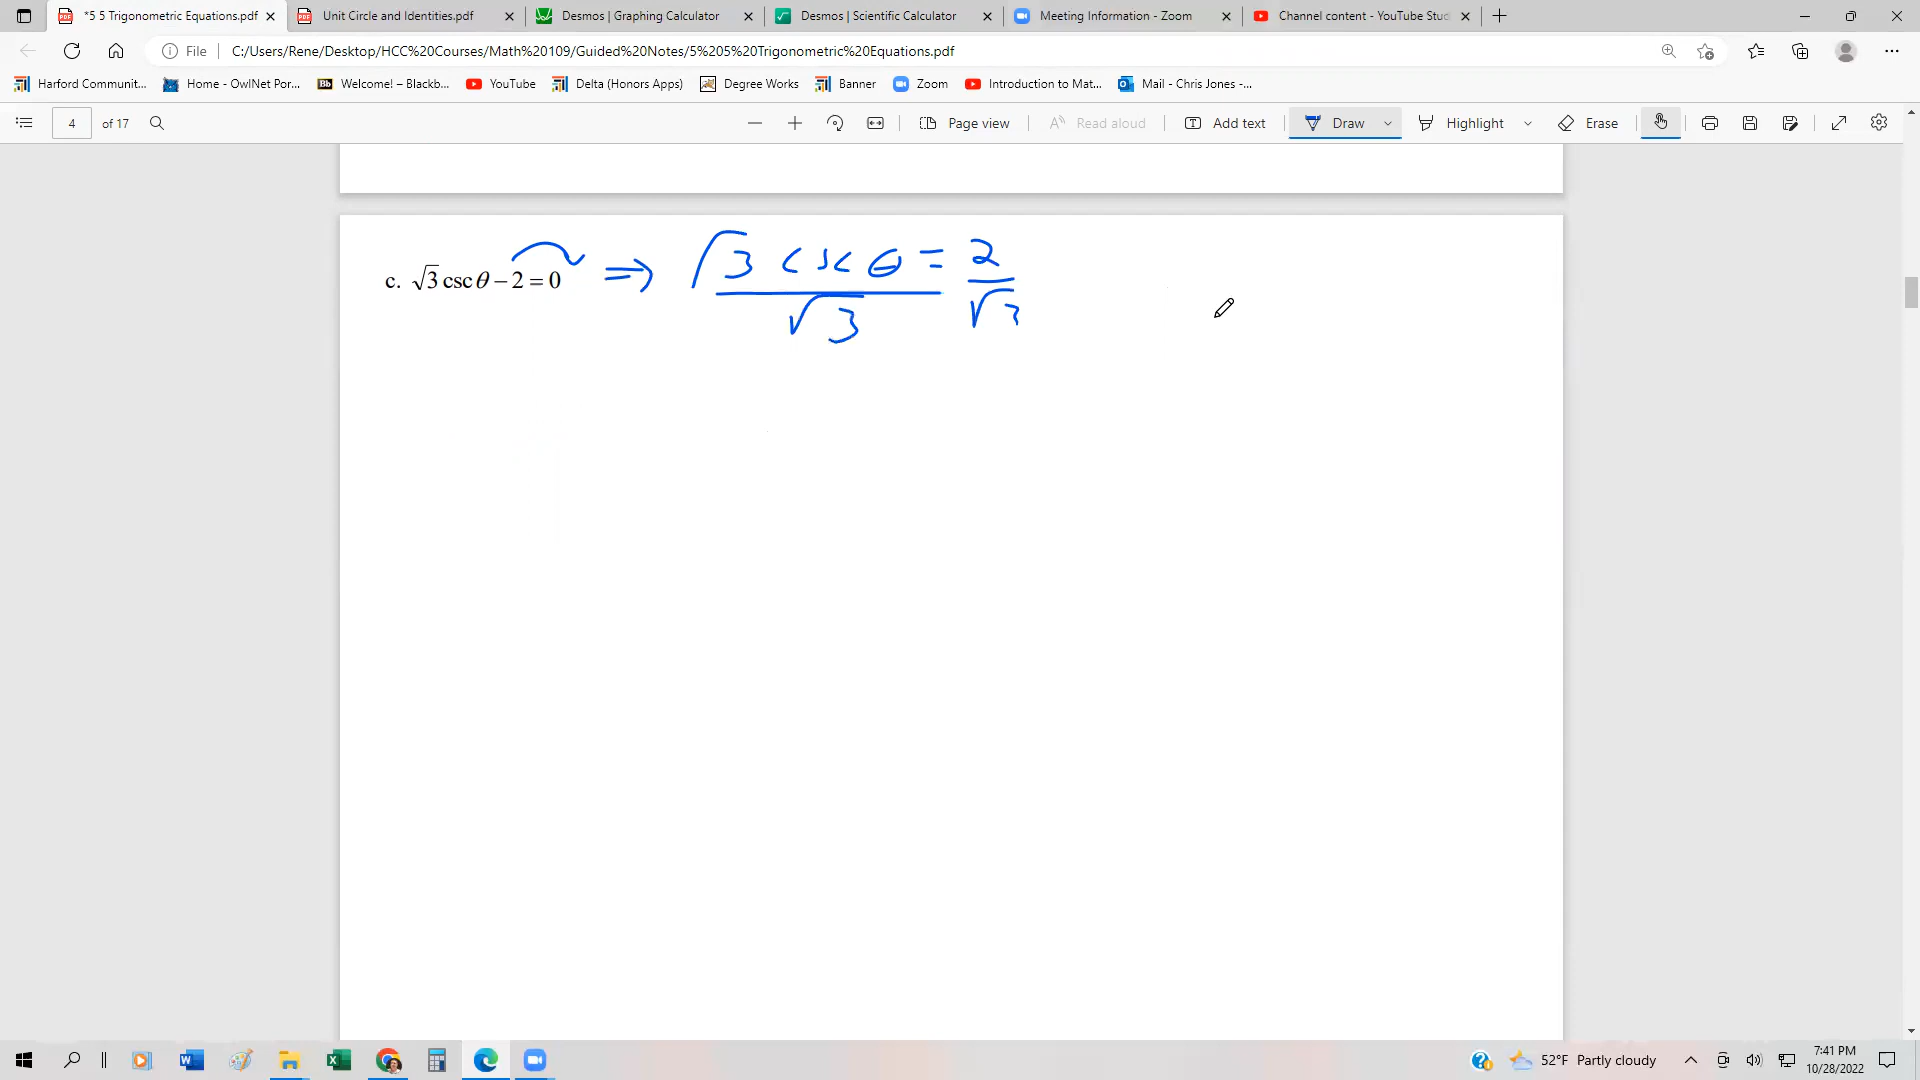 *5 5 Trigonometric Equations.pdf
Unit Circle and Identities.pdf
Desmos | Graphing Calculator
Desmos | Scientific Calculator
Meeting Information - Zoom
Channel content - YouTube Stud
File
C:/Users/Rene/Desktop/HCC%20Courses/Math%20109/Guided%20Notes/5%205%20Trigonometric%20Equations.pdf
Harford Communit...
Home - OwlNet Por...
Bb Welcome! – Blackb...
YouTube
Delta (Honors Apps)
Degree Works
Banner
Zoom
Introduction to Mat...
Mail - Chris Jones -...
4 of 17
Page view
Read aloud
Add text
Draw
Highlight
Erase
c. √3 csc θ − 2 = 0 ⇒ √3 csc θ = 2
√3 √3
52°F Partly cloudy
7:41 PM
10/28/2022